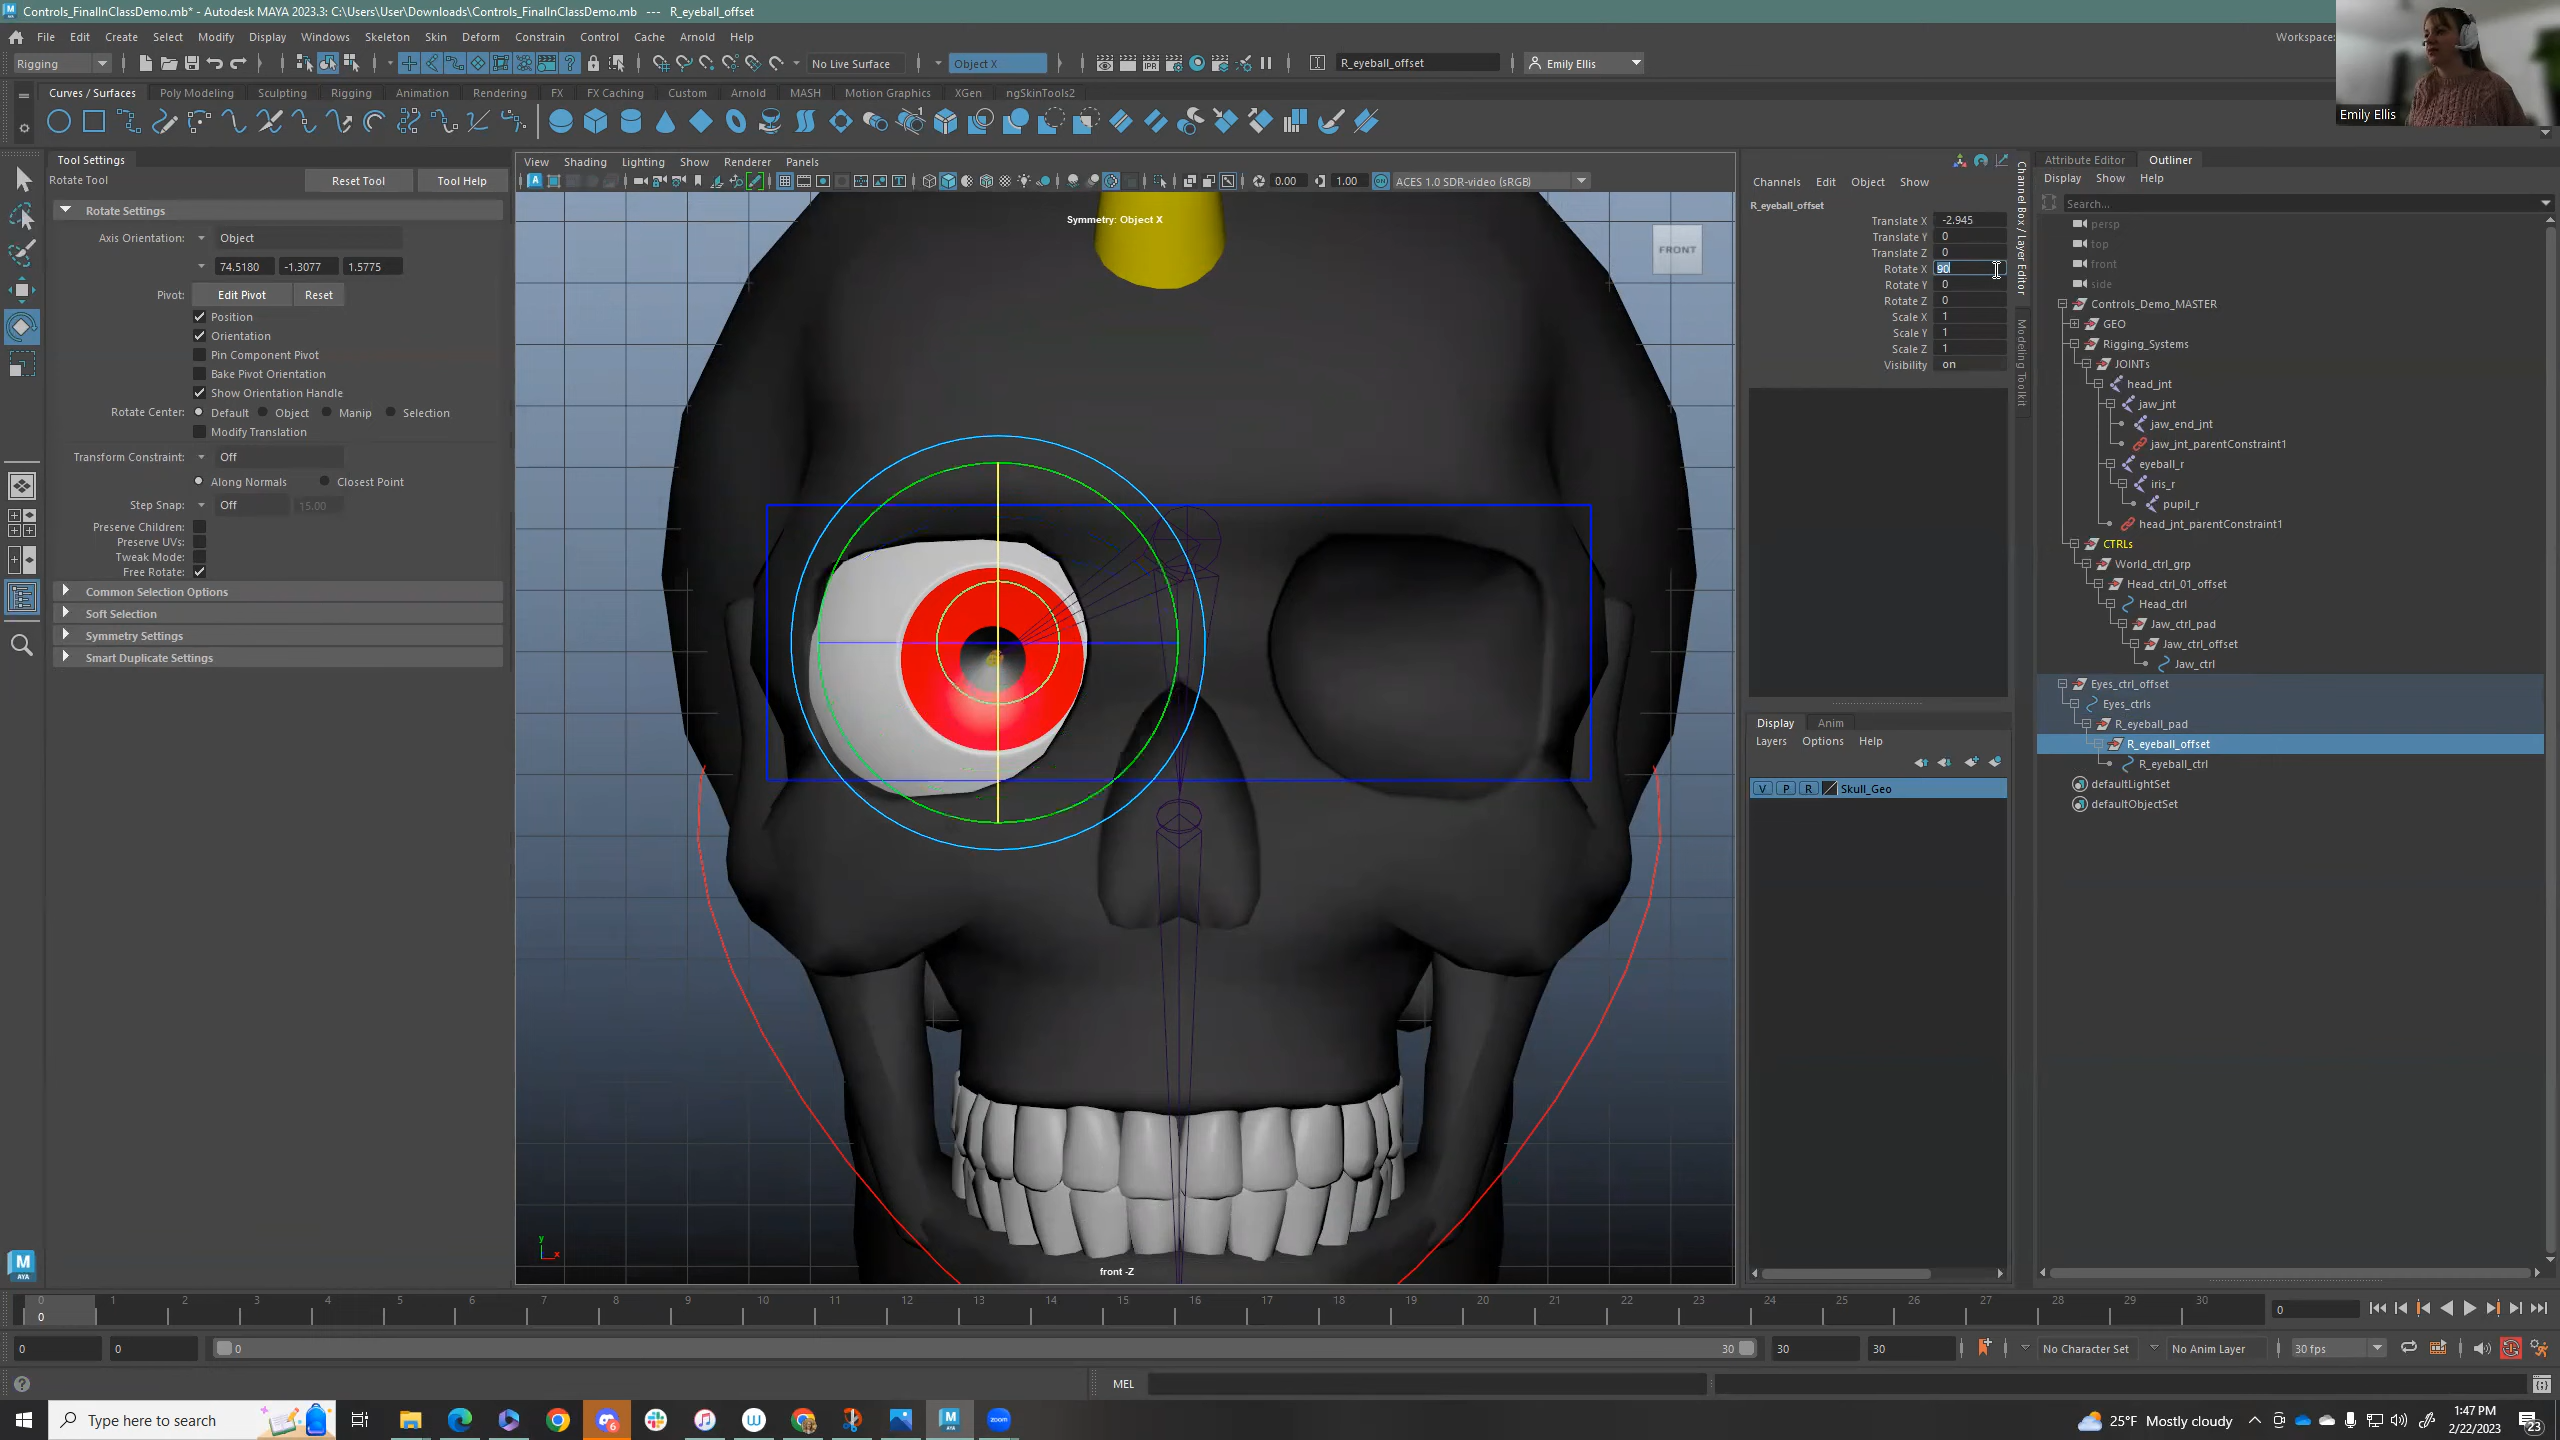 Controls_FinalInClassDemo.mb* - Autodesk MAYA 2023.3: C:\Users\User\Downloads\Controls_FinalInClassDemo.mb   ---   R_eyeball_offset
File Edit Create Select Modify Display Windows Skeleton Skin Deform Constrain Control Cache Arnold Help
Workspace:
Rigging No Live Surface Object X R_eyeball_offset Emily Ellis
Curves / Surfaces Poly Modeling Sculpting Rigging Animation Rendering FX FX Caching Custom Arnold MASH Motion Graphics XGen ngSkinTools2
Emily Ellis
Tool Settings
Rotate Tool Reset Tool Tool Help
Rotate Settings
Axis Orientation: Object
74.5180 -1.3077 1.5775
Pivot: Edit Pivot Reset
Position
Orientation
Pin Component Pivot
Bake Pivot Orientation
Show Orientation Handle
Rotate Center: Default Object Manip Selection
Modify Translation
Transform Constraint: Off
Along Normals Closest Point
Step Snap: Off 15.00
Preserve Children:
Preserve UVs:
Tweak Mode:
Free Rotate:
Common Selection Options
Soft Selection
Symmetry Settings
Smart Duplicate Settings
View Shading Lighting Show Renderer Panels
0.00 1.00 ACES 1.0 SDR-video (sRGB)
Symmetry: Object X
FRONT
y
x
front -Z
Channels Edit Object Show
R_eyeball_offset
Translate X -2.945
Translate Y 0
Translate Z 0
Rotate X 90
Rotate Y 0
Rotate Z 0
Scale X 1
Scale Y 1
Scale Z 1
Visibility on
Display Anim
Layers Options Help
V P R Skull_Geo
Channel Box / Layer Editor
Modeling Toolkit
Attribute Editor Outliner
Display Show Help
Search...
persp
top
front
side
Controls_Demo_MASTER
GEO
Rigging_Systems
JOINTs
head_jnt
jaw_jnt
jaw_end_jnt
jaw_jnt_parentConstraint1
eyeball_r
iris_r
pupil_r
head_jnt_parentConstraint1
CTRLs
World_ctrl_grp
Head_ctrl_01_offset
Head_ctrl
Jaw_ctrl_pad
Jaw_ctrl_offset
Jaw_ctrl
Eyes_ctrl_offset
Eyes_ctrls
R_eyeball_pad
R_eyeball_offset
R_eyeball_ctrl
defaultLightSet
defaultObjectSet
0 1 2 3 4 5 6 7 8 9 10 11 12 13 14 15 16 17 18 19 20 21 22 23 24 25 26 27 28 29 30
0 0
0 0 0 30 30 30 No Character Set No Anim Layer 30 fps
MEL
M
AYA
Type here to search
25°F Mostly cloudy
1:47 PM
2/22/2023
23